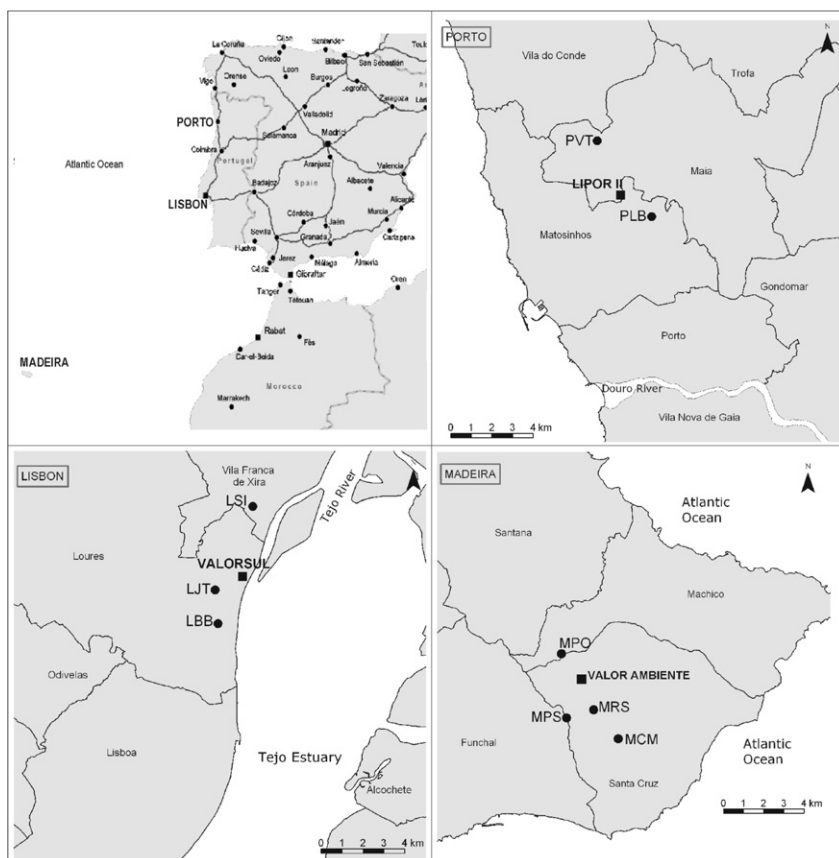 Gijon
Santander
La Coruña
Oviedo
Bilbao
San Sebastián
Toulo
Leon
Vigo
Orense
Burgos
Logroño
Zaragoza
Valladolid
PORTO
Salamanca
Madrid
Atlantic Ocean
Coimbra
Portugal
Aranjuez
Valencia
Spain
Badajoz
Albacete
LISBON
Alicante
Córdoba
Jaén
Murcia
Sevilla
Granada
Cartagena
Huelva
Jerez
Cádiz
Málaga
Almería
Gibraltar
Oran
Tanger
Tetouan
Rabat
Fès
Dar-el-Beida
MADEIRA
Morocco
Marrakech
PORTO
N
Vila do Conde
Trofa
PVT
Maia
LIPOR II
PLB
Matosinhos
Gondomar
Porto
Douro River
Vila Nova de Gaia
0 1 2 3 4 km
LISBON
Vila Franca
de Xira
N
LSI
Tejo River
Loures
VALORSUL
LJT
LBB
Odivelas
Tejo Estuary
Lisboa
Alcochete
0 1 2 3 4 km
MADEIRA
N
Atlantic
Ocean
Santana
Machico
MPO
VALOR AMBIENTE
MRS
MPS
MCM
Funchal
Atlantic
Ocean
Santa Cruz
0 1 2 3 4 km